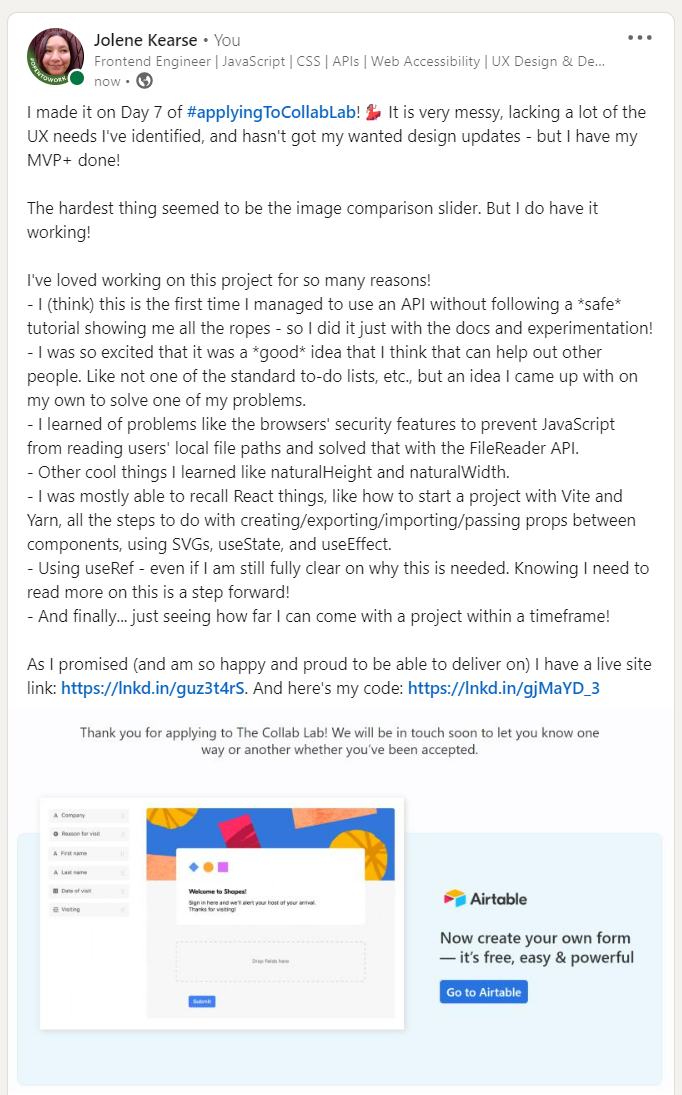 Jolene Kearse • You
Frontend Engineer | JavaScript | CSS | APIs | Web Accessibility | UX Design & De...
now •
#OPENTOWORK
I made it on Day 7 of #applyingToCollabLab! 💃 It is very messy, lacking a lot of the
UX needs I've identified, and hasn't got my wanted design updates - but I have my
MVP+ done!
The hardest thing seemed to be the image comparison slider. But I do have it
working!
I've loved working on this project for so many reasons!
- I (think) this is the first time I managed to use an API without following a *safe*
tutorial showing me all the ropes - so I did it just with the docs and experimentation!
- I was so excited that it was a *good* idea that I think that can help out other
people. Like not one of the standard to-do lists, etc., but an idea I came up with on
my own to solve one of my problems.
- I learned of problems like the browsers' security features to prevent JavaScript
from reading users' local file paths and solved that with the FileReader API.
- Other cool things I learned like naturalHeight and naturalWidth.
- I was mostly able to recall React things, like how to start a project with Vite and
Yarn, all the steps to do with creating/exporting/importing/passing props between
components, using SVGs, useState, and useEffect.
- Using useRef - even if I am still fully clear on why this is needed. Knowing I need to
read more on this is a step forward!
- And finally... just seeing how far I can come with a project within a timeframe!
As I promised (and am so happy and proud to be able to deliver on) I have a live site
link: https://lnkd.in/guz3t4rS. And here's my code: https://lnkd.in/gjMaYD_3
Thank you for applying to The Collab Lab! We will be in touch soon to let you know one
way or another whether you've been accepted.
Company
Reason for visit
First name
Last name
Date of visit
Visiting
Welcome to Shapes!
Sign in here and we'll alert your host of your arrival.
Thanks for visiting!
Drop fields here
Submit
Airtable
Now create your own form
— it's free, easy & powerful
Go to Airtable